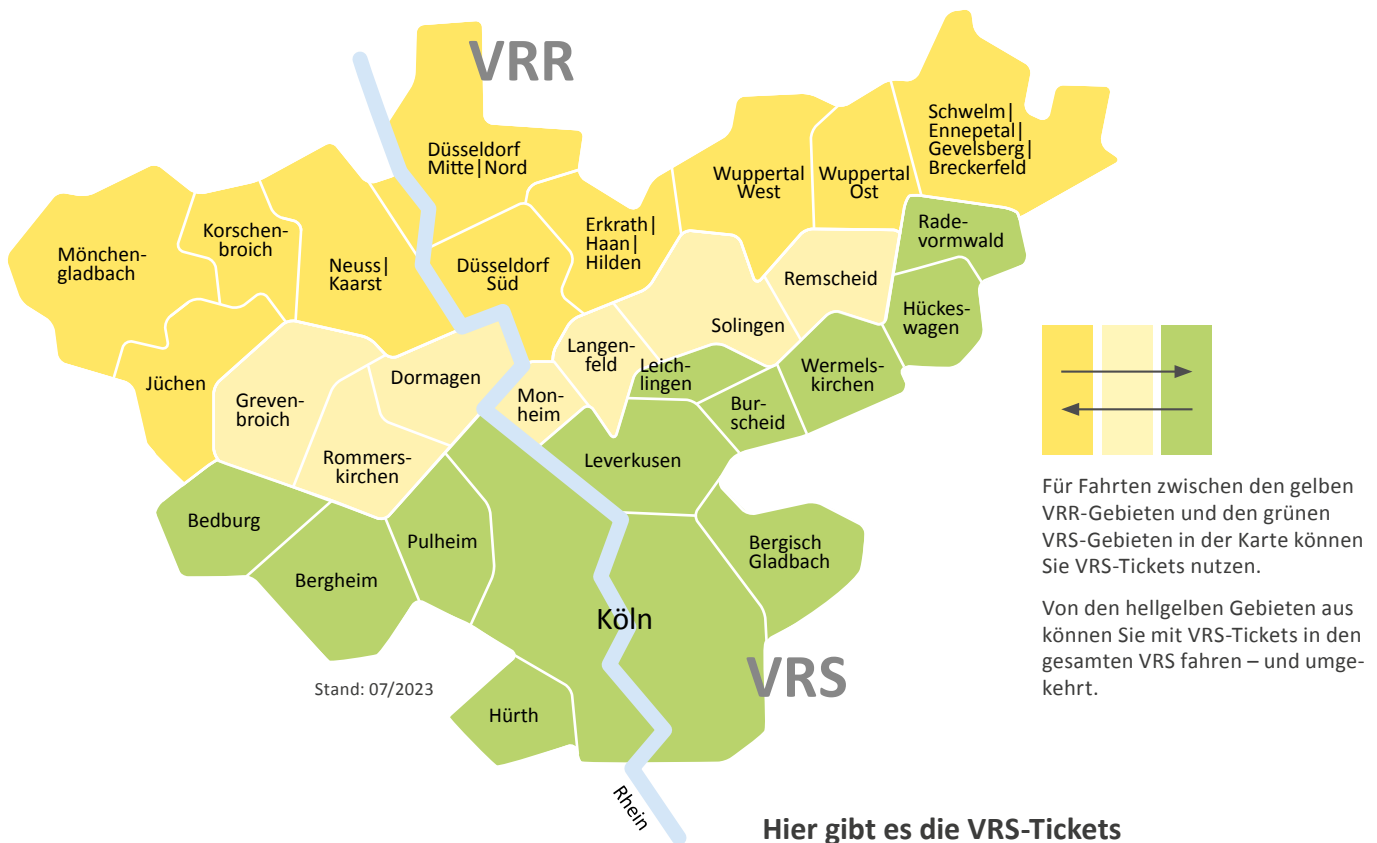 VRR
Düsseldorf
Mitte|Nord
Schwelm|
Ennepetal|
Gevelsberg|
Breckerfeld
Wuppertal
West
Wuppertal
Ost
Mönchen-
gladbach
Korschen-
broich
Neuss|
Kaarst
Düsseldorf
Süd
Erkrath|
Haan|
Hilden
Rade-
vormwald
Remscheid
Hückes-
wagen
Solingen
Jüchen
Greven-
broich
Dormagen
Langen-
feld
Leich-
lingen
Wermels-
kirchen
Mon-
heim
Bur-
scheid
Rommers-
kirchen
Leverkusen
Bedburg
Pulheim
Bergheim
Bergisch
Gladbach
Köln
VRS
Stand: 07/2023
Hürth
Rhein
Für Fahrten zwischen den gelben
VRR-Gebieten und den grünen
VRS-Gebieten in der Karte können
Sie VRS-Tickets nutzen.
Von den hellgelben Gebieten aus
können Sie mit VRS-Tickets in den
gesamten VRS fahren – und umge-
kehrt.
Hier gibt es die VRS-Tickets